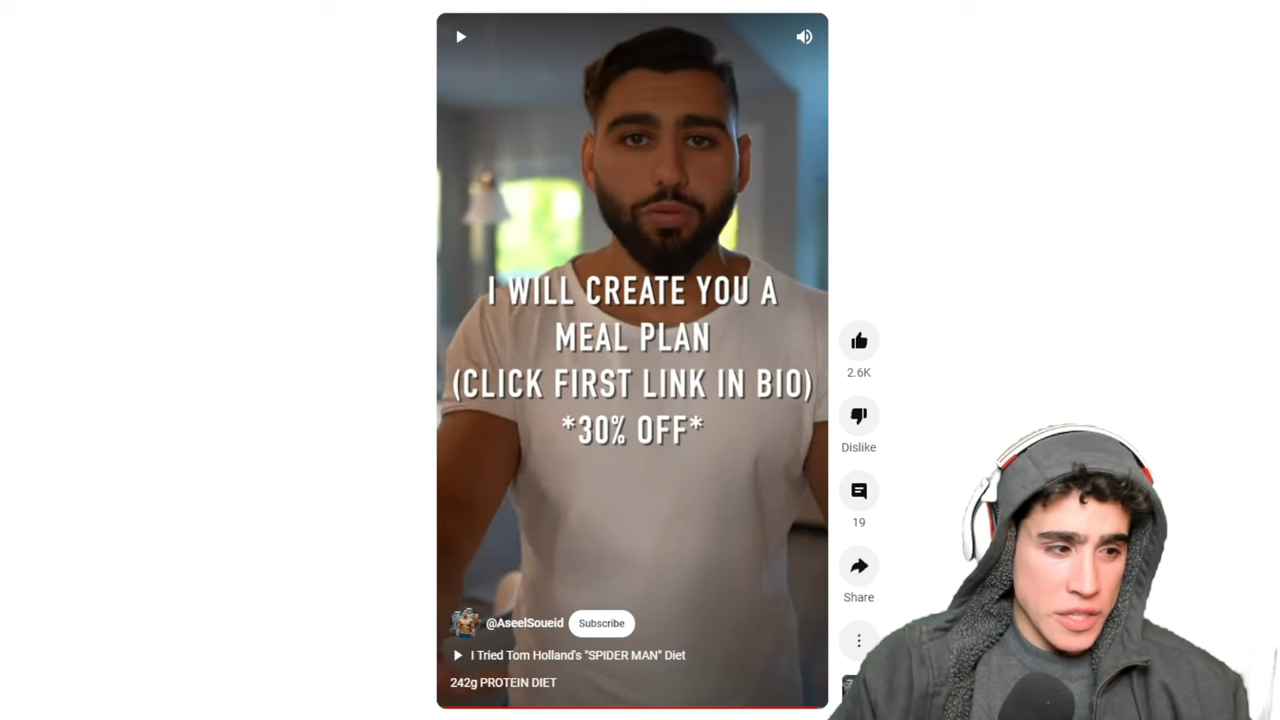 I WILL CREATE YOU A
MEAL PLAN
(CLICK FIRST LINK IN BIO)
*30% OFF*
2.6K
Dislike
19
Share
@AseelSoueid Subscribe
I Tried Tom Holland's "SPIDER MAN" Diet
242g PROTEIN DIET